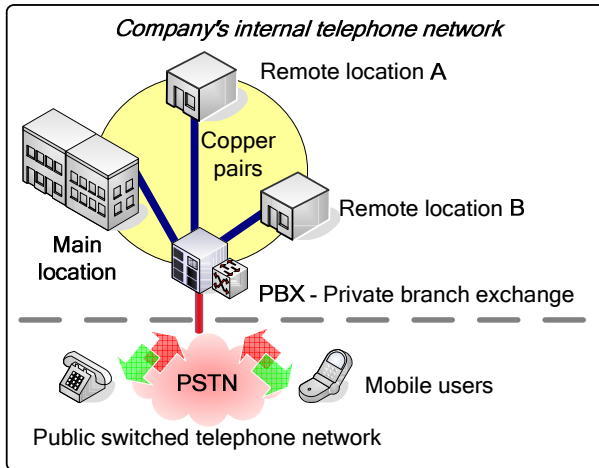 Company's internal telephone network
Remote location A
Copper
pairs
Remote location B
Main
location
PBX - Private branch exchange
PSTN
Mobile users
Public switched telephone network